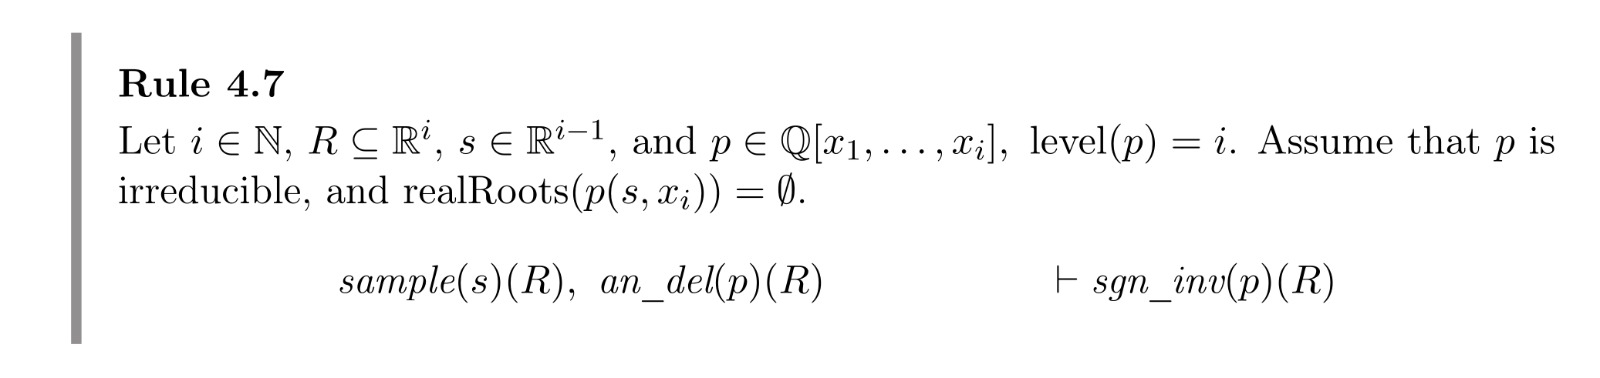 Rule 4.7
Let i ∈ ℕ, R ⊆ ℝ^i, s ∈ ℝ^{i−1}, and p ∈ ℚ[x_1, . . . , x_i], level(p) = i. Assume that p is
irreducible, and realRoots(p(s, x_i)) = ∅.
sample(s)(R), an_del(p)(R) ⊢ sgn_inv(p)(R)